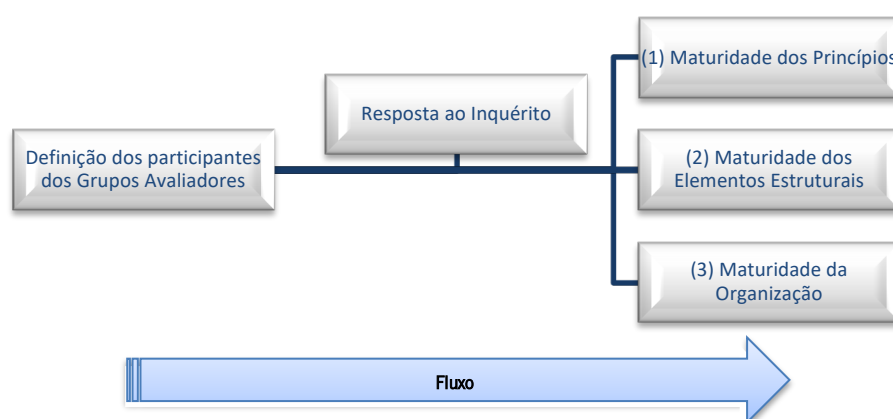 Definição dos participantes
dos Grupos Avaliadores
Resposta ao Inquérito
(1) Maturidade dos Princípios
(2) Maturidade dos
Elementos Estruturais
(3) Maturidade da
Organização
Fluxo